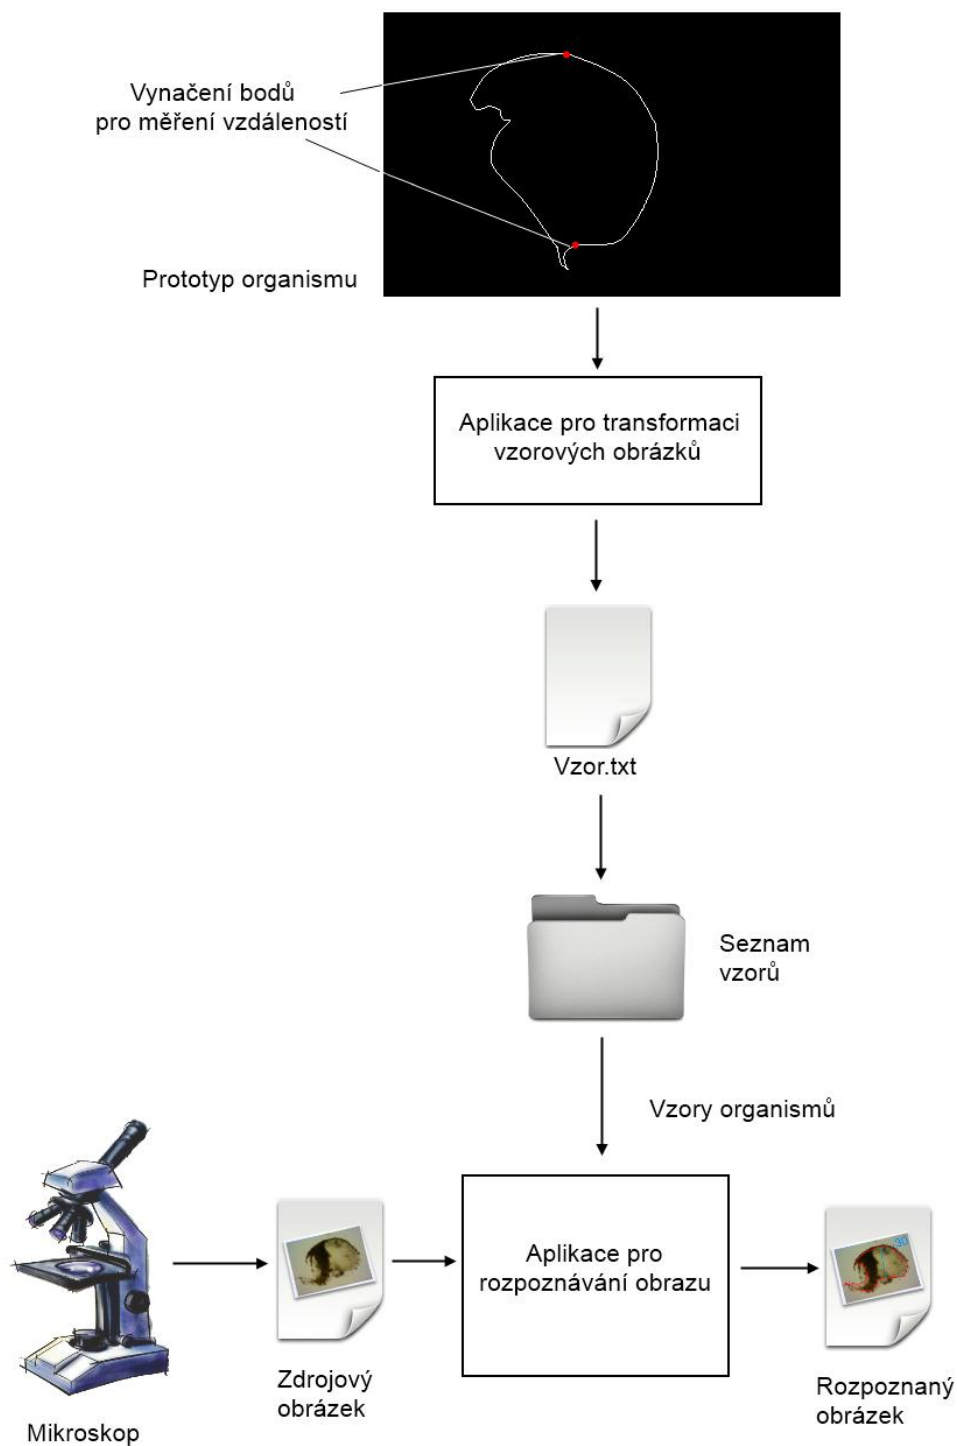 Vynačení bodů
pro měření vzdáleností
Prototyp organismu
Aplikace pro transformaci
vzorových obrázků
Vzor.txt
Seznam
vzorů
Vzory organismů
Aplikace pro
rozpoznávání obrazu
30
Zdrojový
obrázek
Rozpoznaný
obrázek
Mikroskop